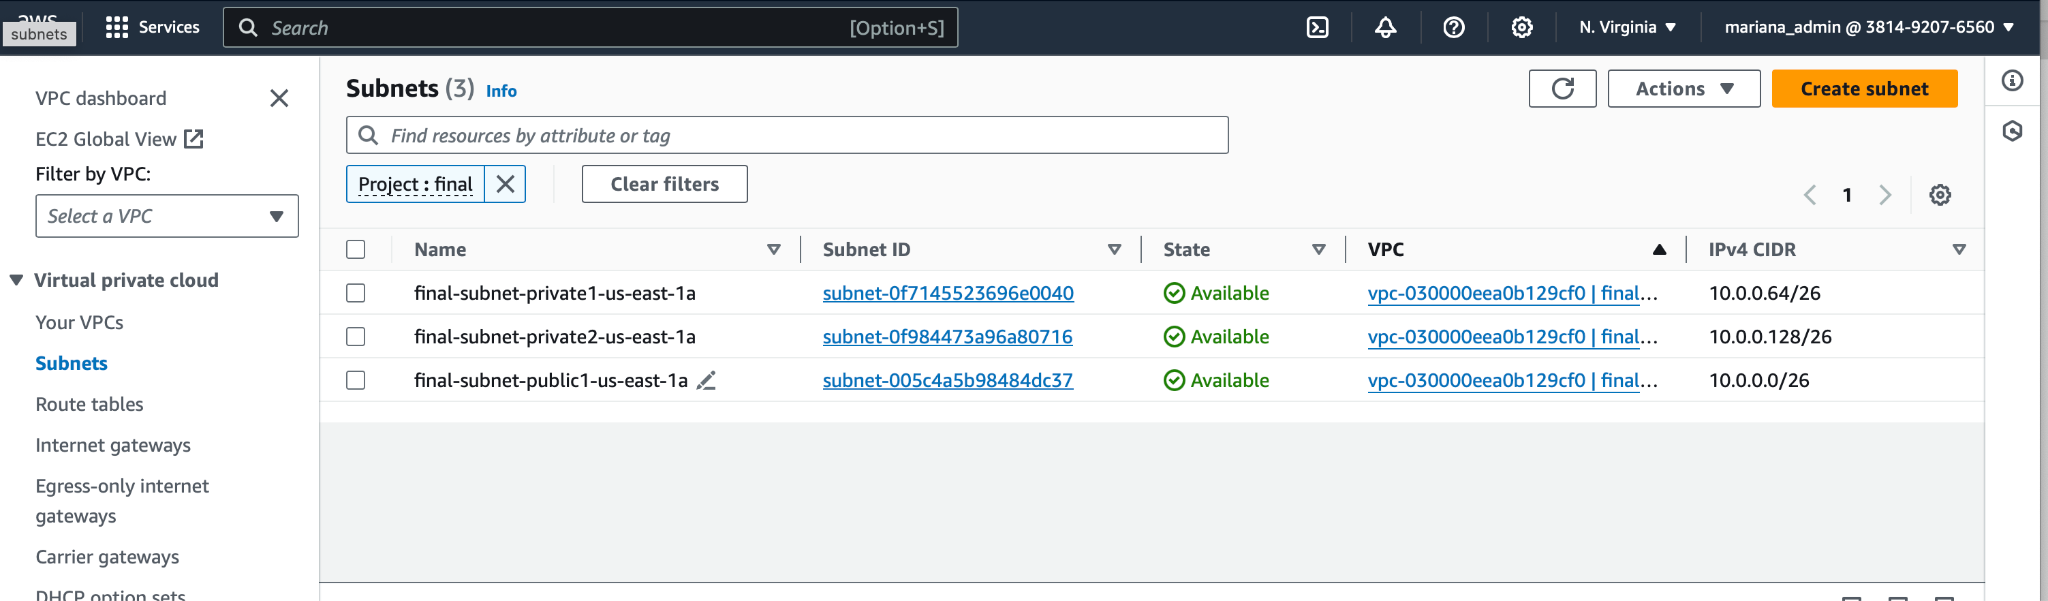 aws
subnets
Services
Search
[Option+S]
N. Virginia
mariana_admin @ 3814-9207-6560
VPC dashboard
EC2 Global View
Filter by VPC:
Select a VPC
Virtual private cloud
Your VPCs
Subnets
Route tables
Internet gateways
Egress-only internet
gateways
Carrier gateways
DHCP option sets
Subnets (3) Info
Actions
Create subnet
Find resources by attribute or tag
Project : final
Clear filters
1
Name Subnet ID State VPC IPv4 CIDR
final-subnet-private1-us-east-1a subnet-0f7145523696e0040 Available vpc-030000eea0b129cf0 | final... 10.0.0.64/26
final-subnet-private2-us-east-1a subnet-0f984473a96a80716 Available vpc-030000eea0b129cf0 | final... 10.0.0.128/26
final-subnet-public1-us-east-1a subnet-005c4a5b98484dc37 Available vpc-030000eea0b129cf0 | final... 10.0.0.0/26